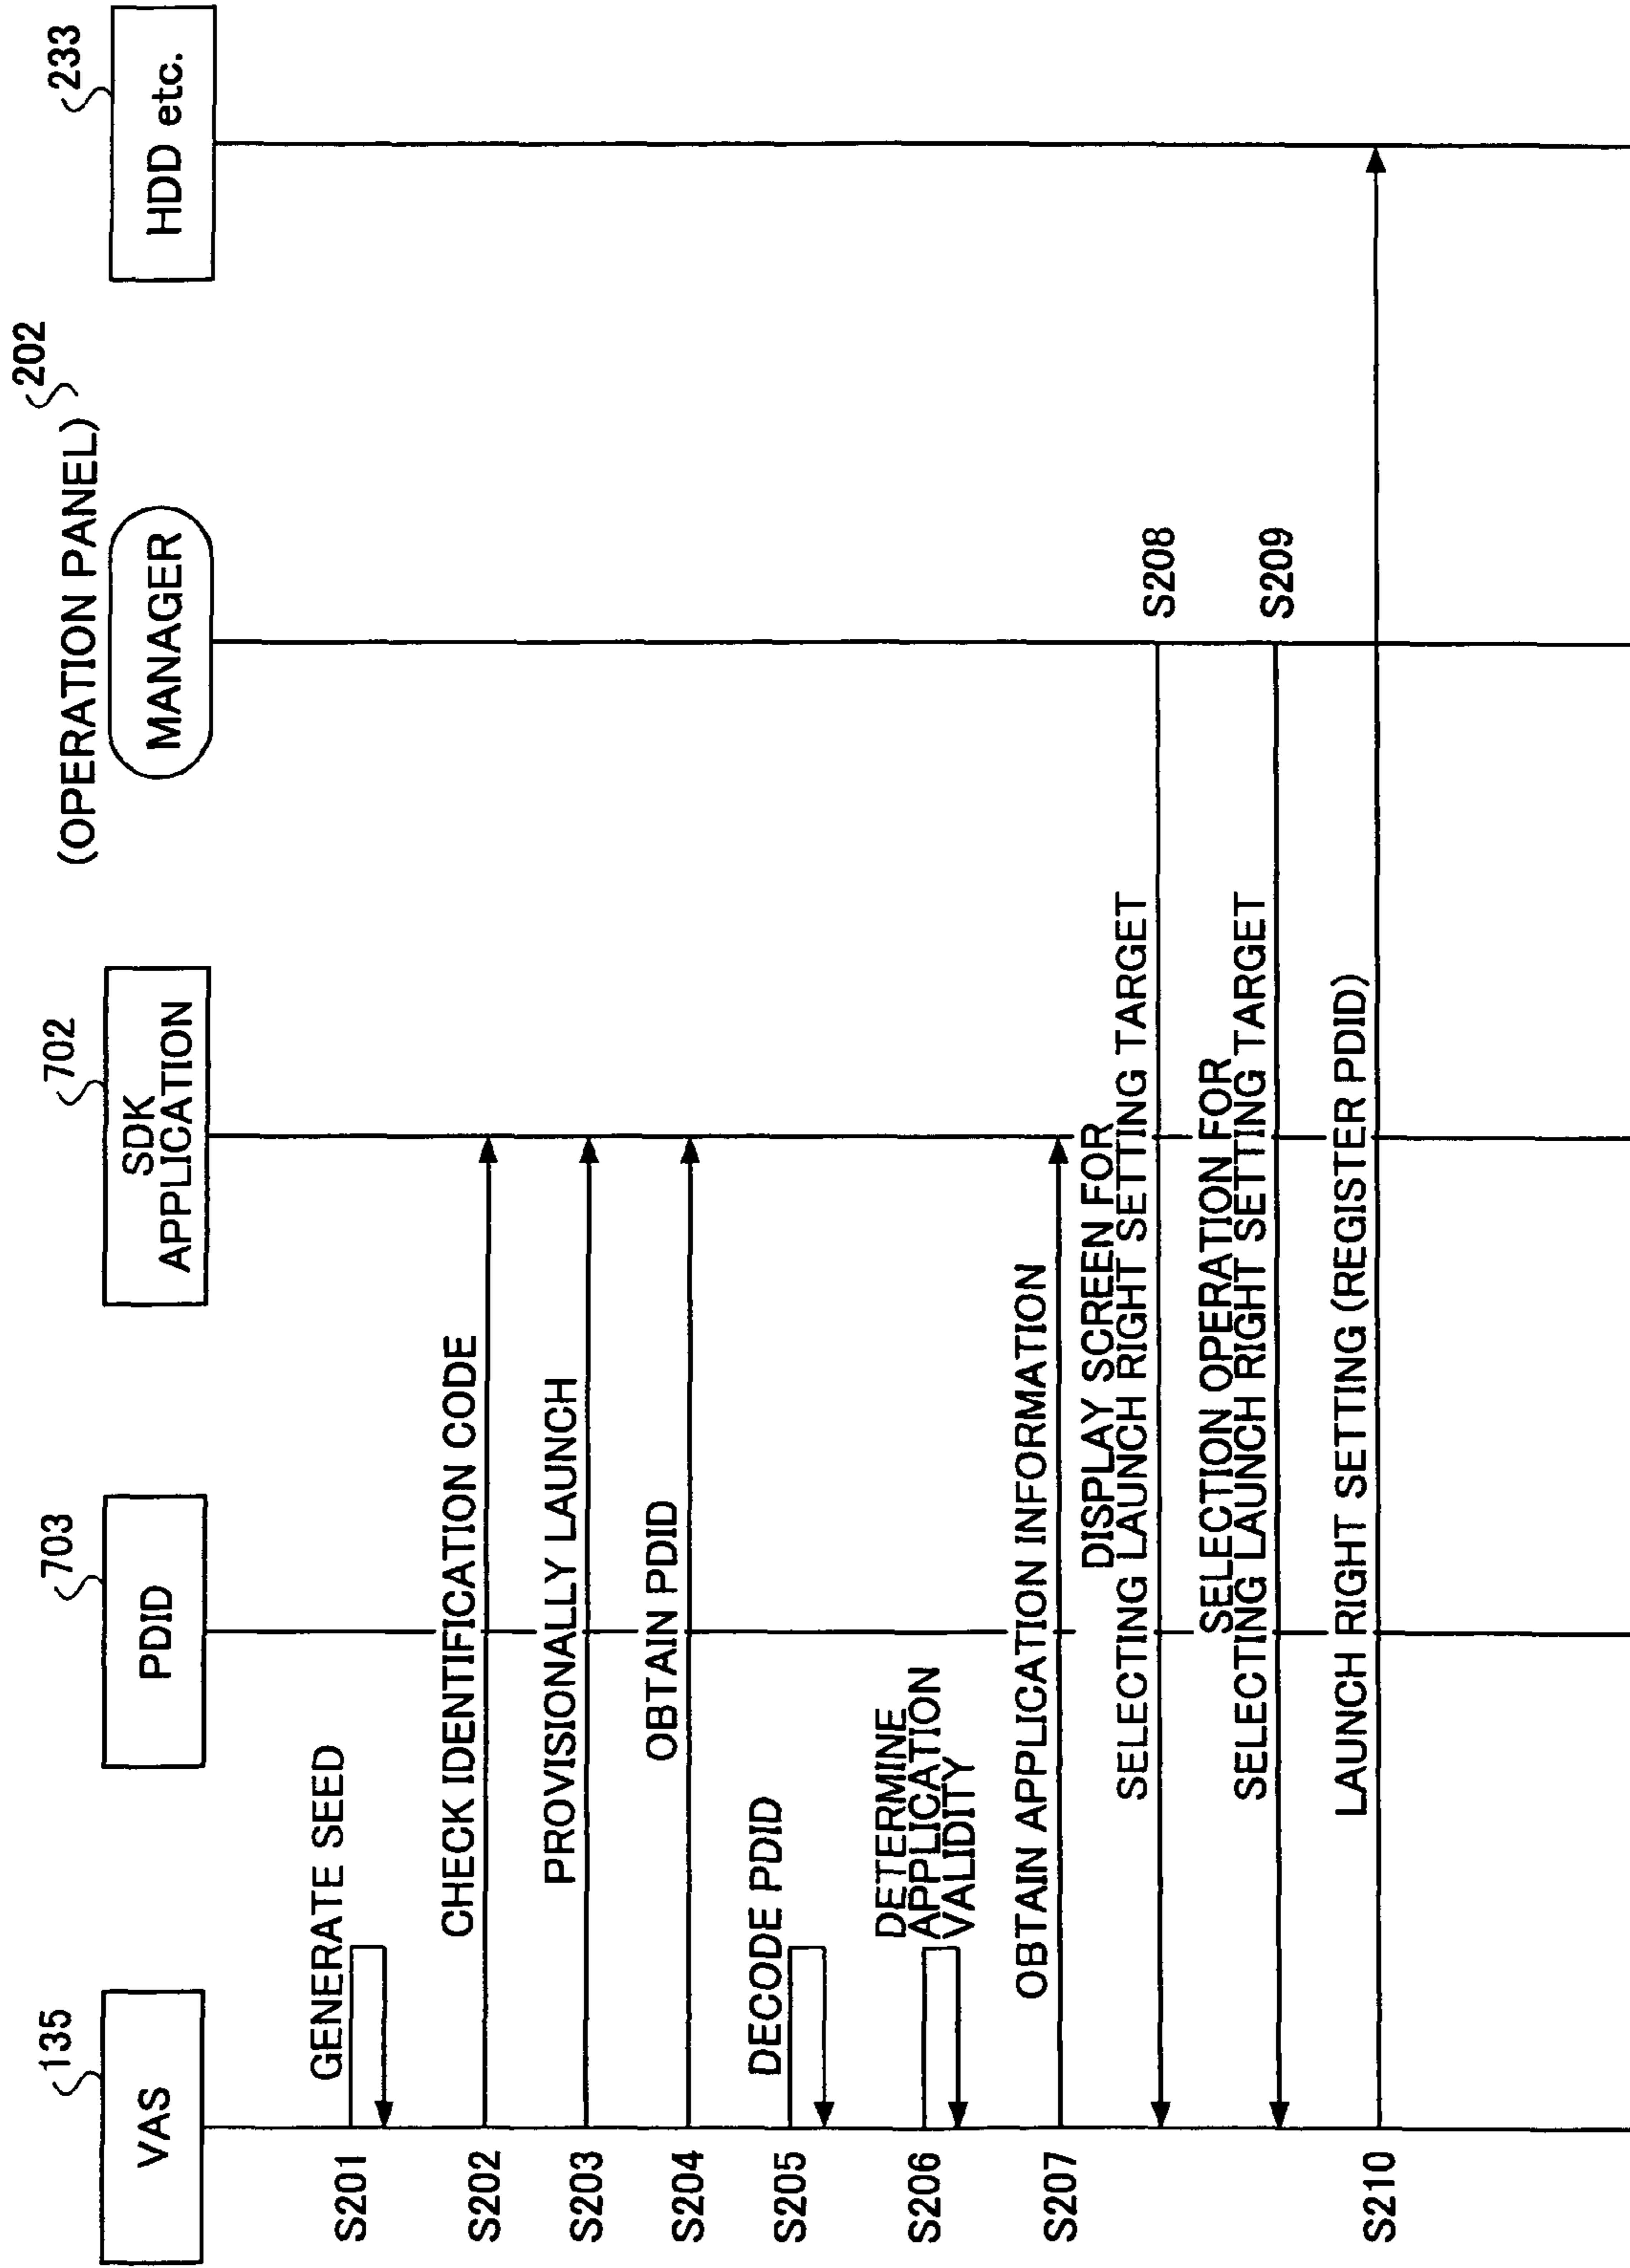 135
VAS
703
PDID
702
SDK
APPLICATION
(OPERATION PANEL)
202
MANAGER
233
HDD etc.
S201
GENERATE SEED
S202
CHECK IDENTIFICATION CODE
S203
PROVISIONALLY LAUNCH
S204
OBTAIN PDID
S205
DECODE PDID
S206
DETERMINE
APPLICATION
VALIDITY
S207
OBTAIN APPLICATION INFORMATION
DISPLAY SCREEN FOR
SELECTING LAUNCH RIGHT SETTING TARGET
S208
SELECTION OPERATION FOR
SELECTING LAUNCH RIGHT SETTING TARGET
S209
S210
LAUNCH RIGHT SETTING (REGISTER PDID)